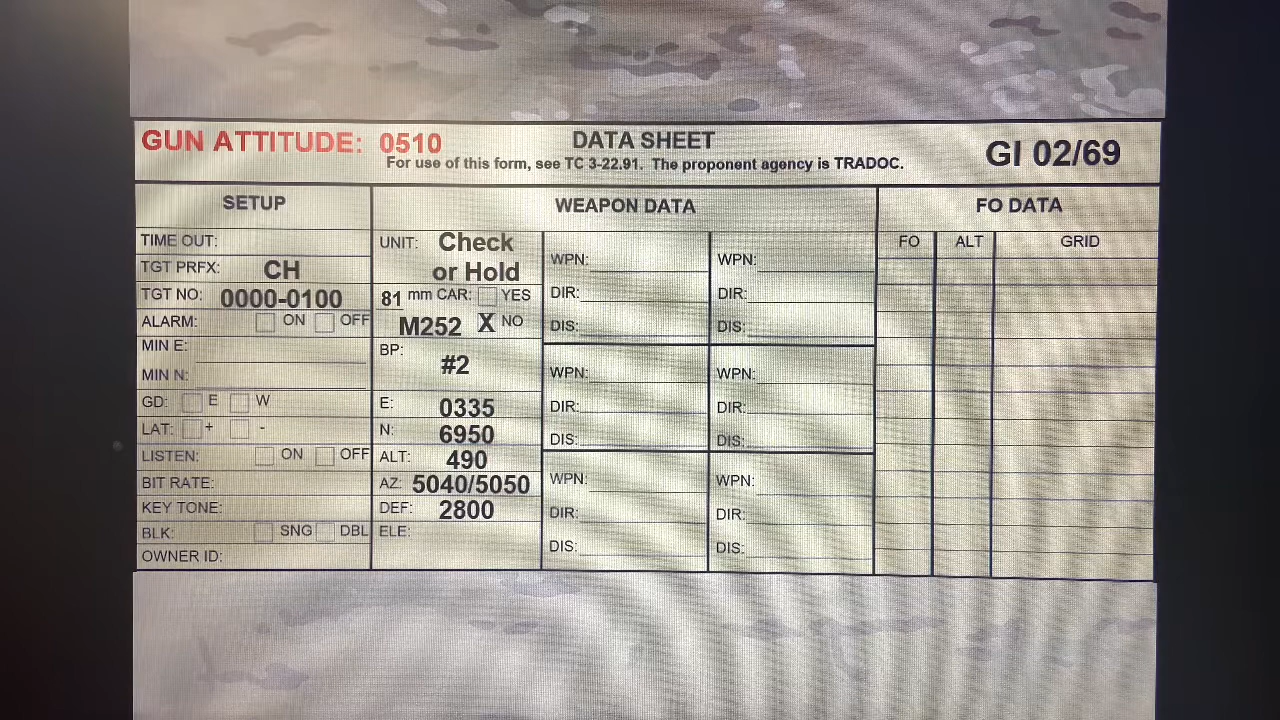 GUN ATTITUDE: 0510
DATA SHEET
For use of this form, see TC 3-22.91. The proponent agency is TRADOC.
GI 02/69
SETUP
TIME OUT:
TGT PRFX: CH
TGT NO: 0000-0100
ALARM: ON OFF
MIN E:
MIN N:
GD: E W
LAT: + -
LISTEN: ON OFF
BIT RATE:
KEY TONE:
BLK: SNG DBL
OWNER ID:
WEAPON DATA
UNIT: Check
or Hold
81 mm CAR: YES
M252 X NO
BP:
#2
E: 0335
N: 6950
ALT: 490
AZ: 5040/5050
DEF: 2800
ELE:
WPN:
DIR:
DIS:
WPN:
DIR:
DIS:
WPN:
DIR:
DIS:
WPN:
DIR:
DIS:
WPN:
DIR:
DIS:
WPN:
DIR:
DIS:
FO DATA
FO ALT GRID